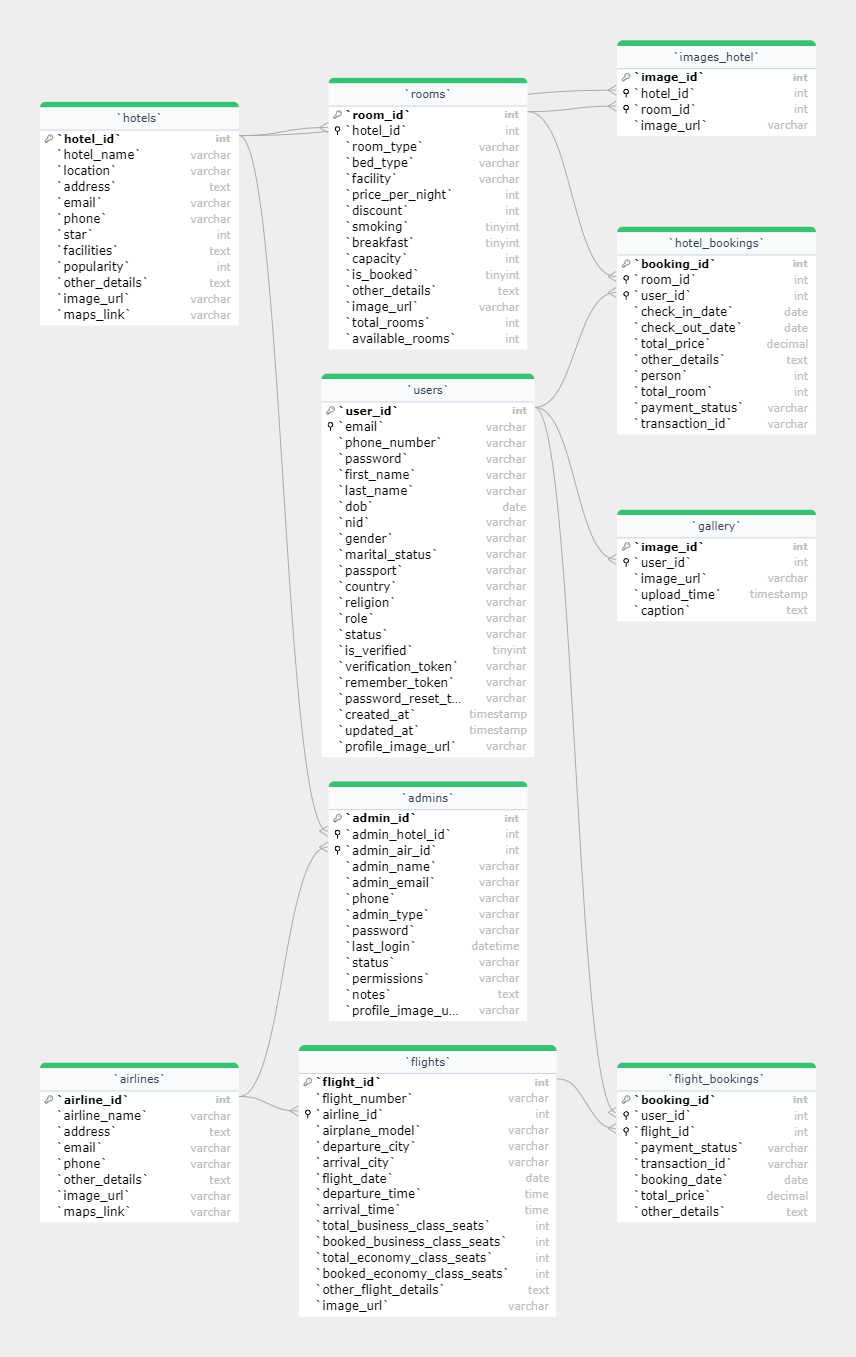 `hotels`
`hotel_id` int
`hotel_name` varchar
`location` varchar
`address` text
`email` varchar
`phone` varchar
`star` int
`facilities` text
`popularity` int
`other_details` text
`image_url` varchar
`maps_link` varchar
`rooms`
`room_id` int
`hotel_id` int
`room_type` varchar
`bed_type` varchar
`facility` varchar
`price_per_night` int
`discount` int
`smoking` tinyint
`breakfast` tinyint
`capacity` int
`is_booked` tinyint
`other_details` text
`image_url` varchar
`total_rooms` int
`available_rooms` int
`images_hotel`
`image_id` int
`hotel_id` int
`room_id` int
`image_url` varchar
`hotel_bookings`
`booking_id` int
`room_id` int
`user_id` int
`check_in_date` date
`check_out_date` date
`total_price` decimal
`other_details` text
`person` int
`total_room` int
`payment_status` varchar
`transaction_id` varchar
`users`
`user_id` int
`email` varchar
`phone_number` varchar
`password` varchar
`first_name` varchar
`last_name` varchar
`dob` date
`nid` varchar
`gender` varchar
`marital_status` varchar
`passport` varchar
`country` varchar
`religion` varchar
`role` varchar
`status` varchar
`is_verified` tinyint
`verification_token` varchar
`remember_token` varchar
`password_reset_t... varchar
`created_at` timestamp
`updated_at` timestamp
`profile_image_url` varchar
`gallery`
`image_id` int
`user_id` int
`image_url` varchar
`upload_time` timestamp
`caption` text
`admins`
`admin_id` int
`admin_hotel_id` int
`admin_air_id` int
`admin_name` varchar
`admin_email` varchar
`phone` varchar
`admin_type` varchar
`password` varchar
`last_login` datetime
`status` varchar
`permissions` varchar
`notes` text
`profile_image_u... varchar
`airlines`
`airline_id` int
`airline_name` varchar
`address` text
`email` varchar
`phone` varchar
`other_details` text
`image_url` varchar
`maps_link` varchar
`flights`
`flight_id` int
`flight_number` varchar
`airline_id` int
`airplane_model` varchar
`departure_city` varchar
`arrival_city` varchar
`flight_date` date
`departure_time` time
`arrival_time` time
`total_business_class_seats` int
`booked_business_class_seats` int
`total_economy_class_seats` int
`booked_economy_class_seats` int
`other_flight_details` text
`image_url` varchar
`flight_bookings`
`booking_id` int
`user_id` int
`flight_id` int
`payment_status` varchar
`transaction_id` varchar
`booking_date` date
`total_price` decimal
`other_details` text